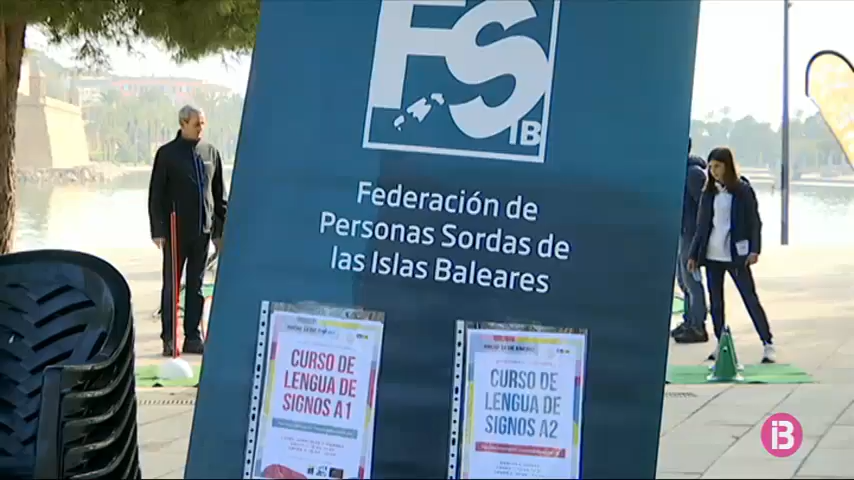 FS
IB
Federación de
Personas Sordas de
las Islas Baleares
CURSO DE
LENGUA DE
SIGNOS A1
CURSO DE
LENGUA DE
SIGNOS A2
IB